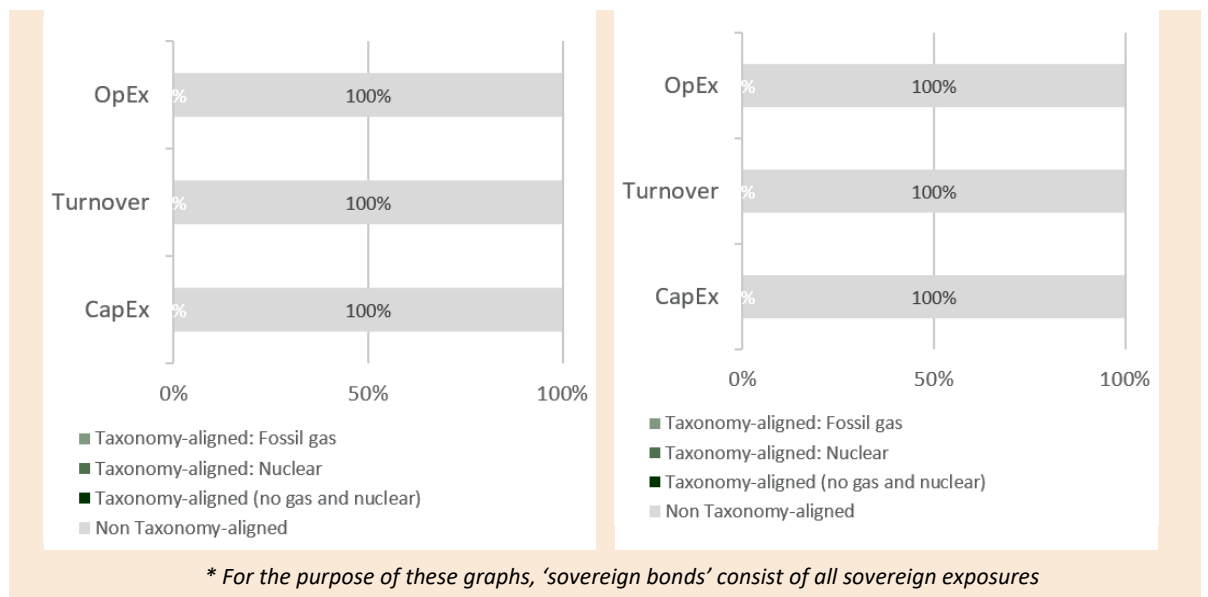 OpEx
%
100%
Turnover
%
100%
CapEx
%
100%
0%
50%
100%
Taxonomy-aligned: Fossil gas
Taxonomy-aligned: Nuclear
Taxonomy-aligned (no gas and nuclear)
Non Taxonomy-aligned
OpEx
%
100%
Turnover
%
100%
CapEx
%
100%
0%
50%
100%
Taxonomy-aligned: Fossil gas
Taxonomy-aligned: Nuclear
Taxonomy-aligned (no gas and nuclear)
Non Taxonomy-aligned
* For the purpose of these graphs, ‘sovereign bonds’ consist of all sovereign exposures